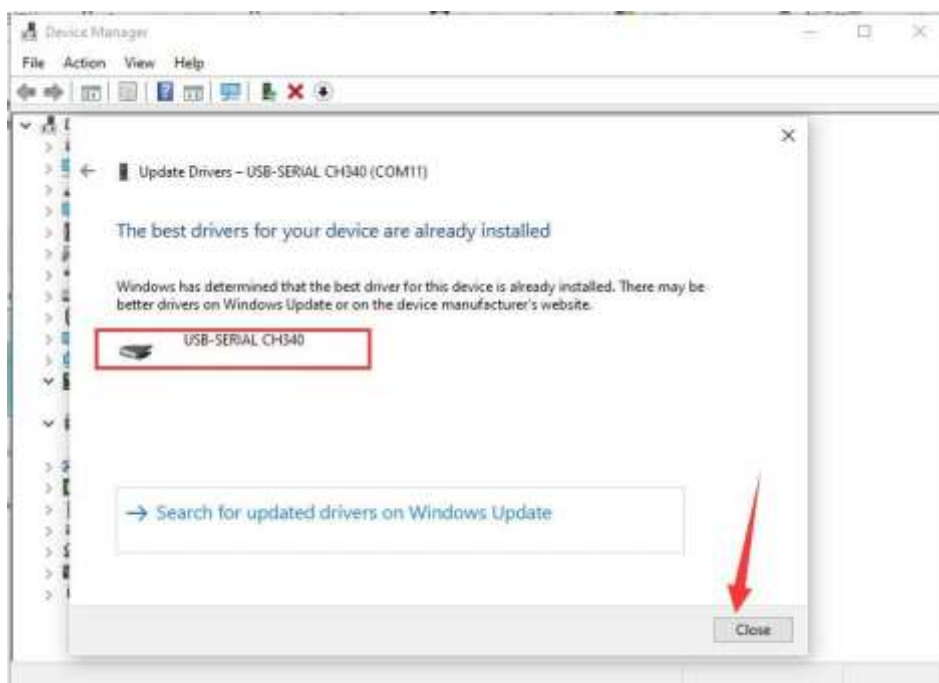 Device Manager
File Action View Help
Update Drivers – USB-SERIAL CH340 (COM11)
The best drivers for your device are already installed
Windows has determined that the best driver for this device is already installed. There may be
better drivers on Windows Update or on the device manufacturer's website.
USB-SERIAL CH340
Search for updated drivers on Windows Update
Close